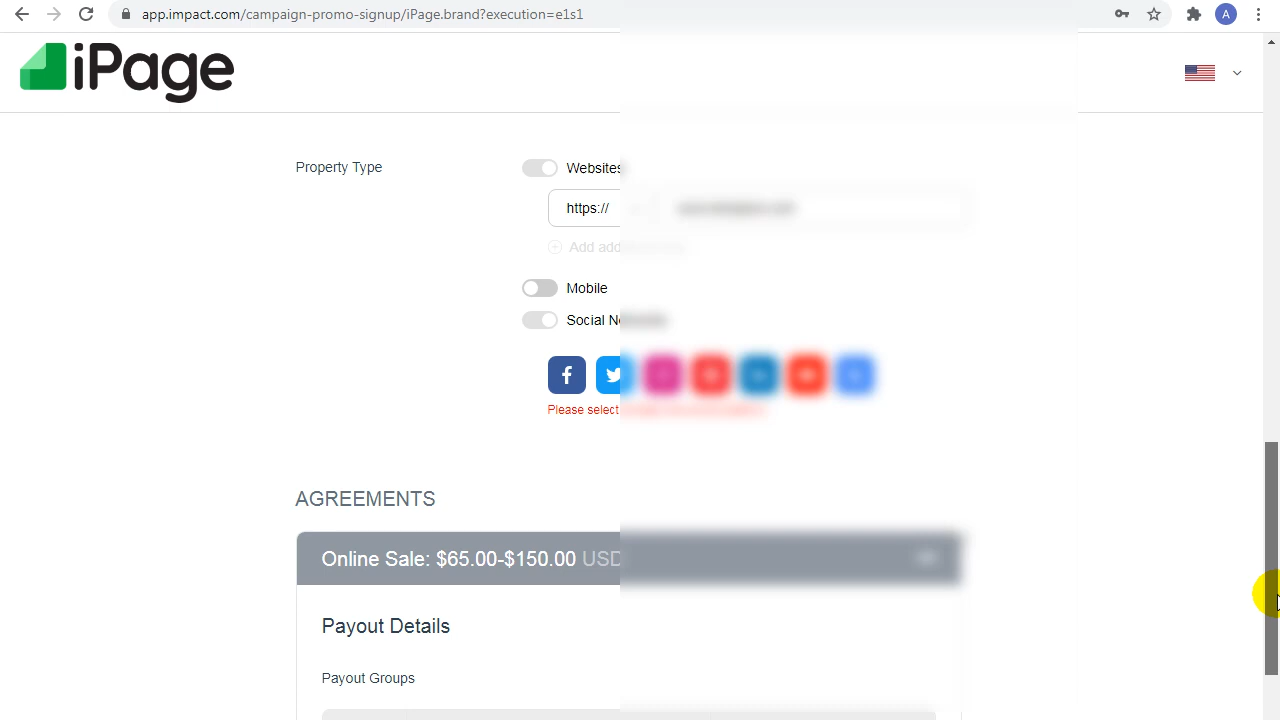 app.impact.com/campaign-promo-signup/iPage.brand?execution=e1s1
A
iPage
Property Type
Websites
https://
Add
Mobile
Social
Please select
AGREEMENTS
Online Sale: $65.00-$150.00 USD
Payout Details
Payout Groups